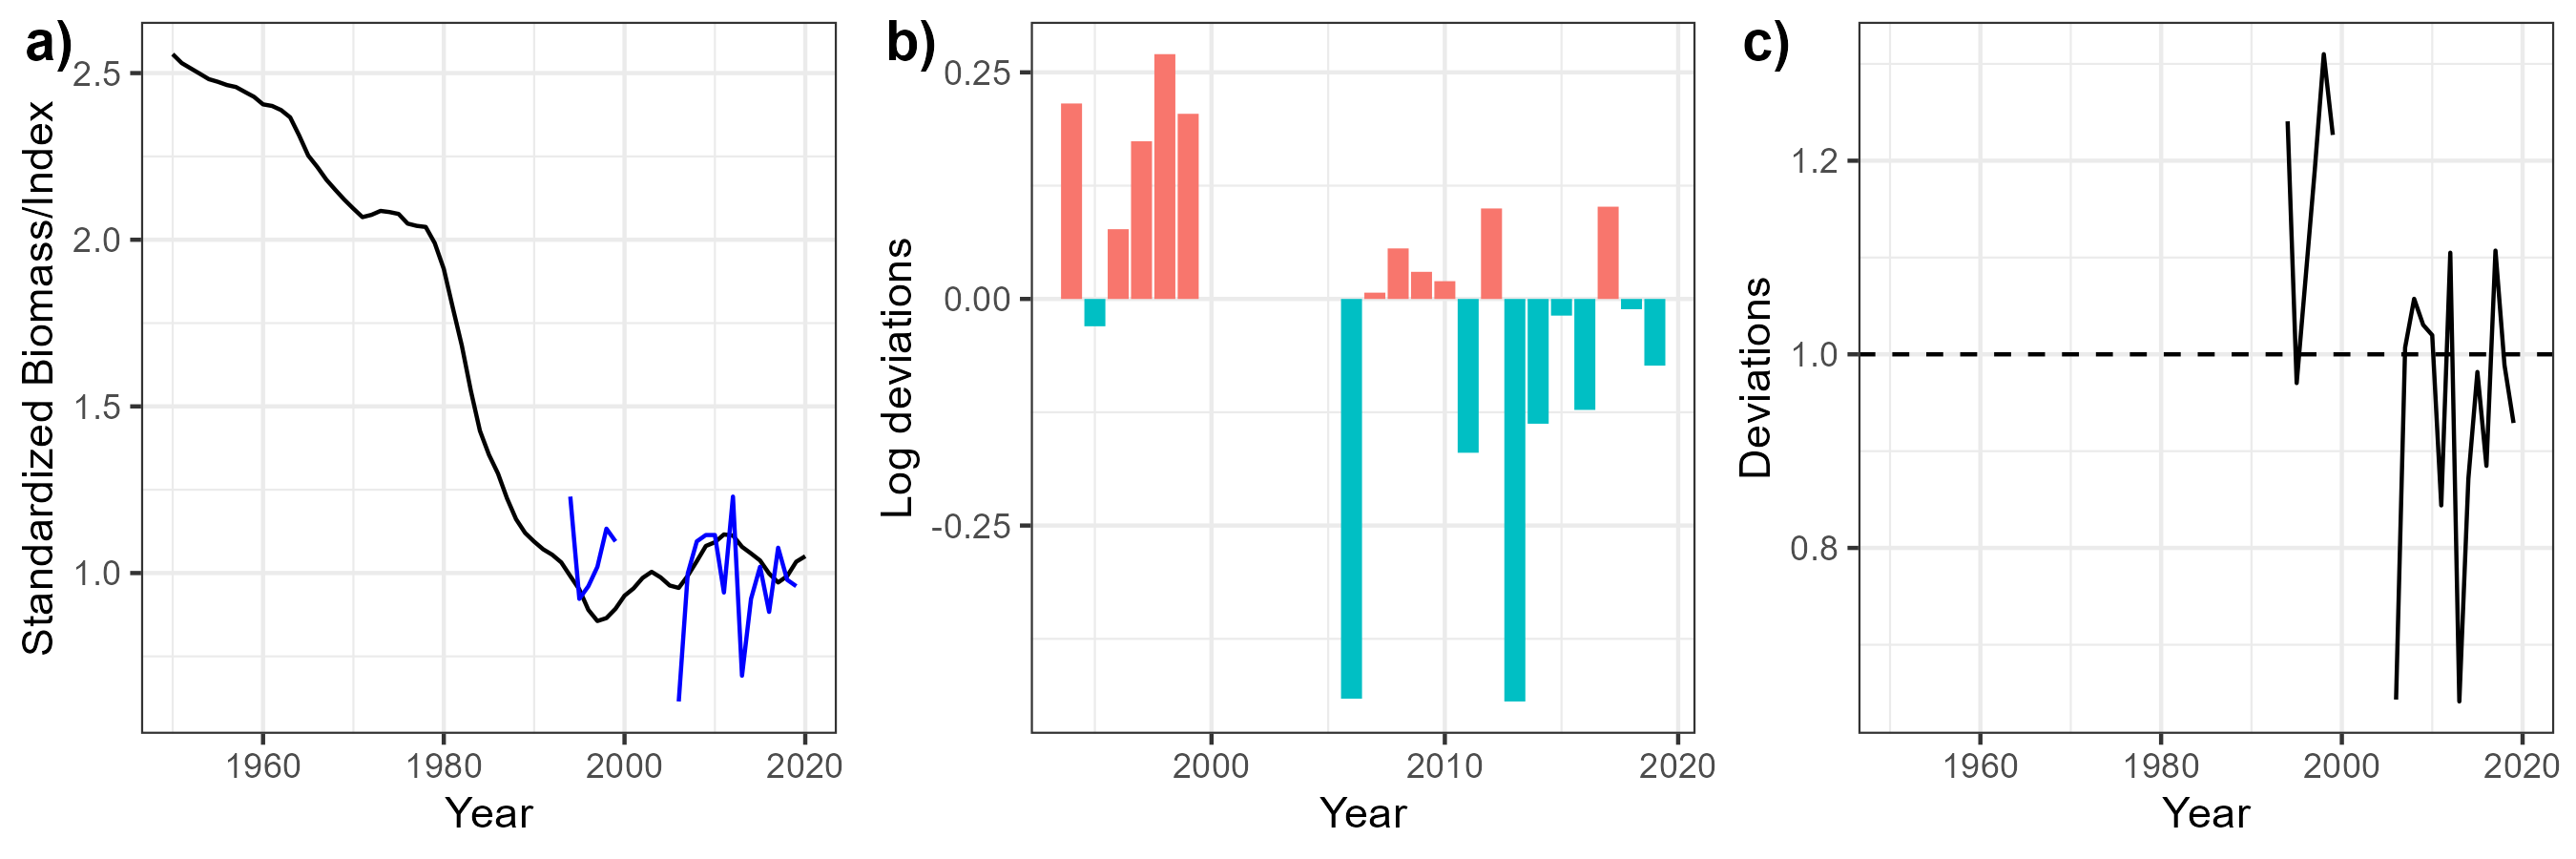 a)
Standardized Biomass/Index
2.5
2.0
1.5
1.0
1960 1980 2000 2020
Year
b)
Log deviations
0.25
0.00
-0.25
2000 2010 2020
Year
c)
Deviations
1.2
1.0
0.8
1960 1980 2000 2020
Year